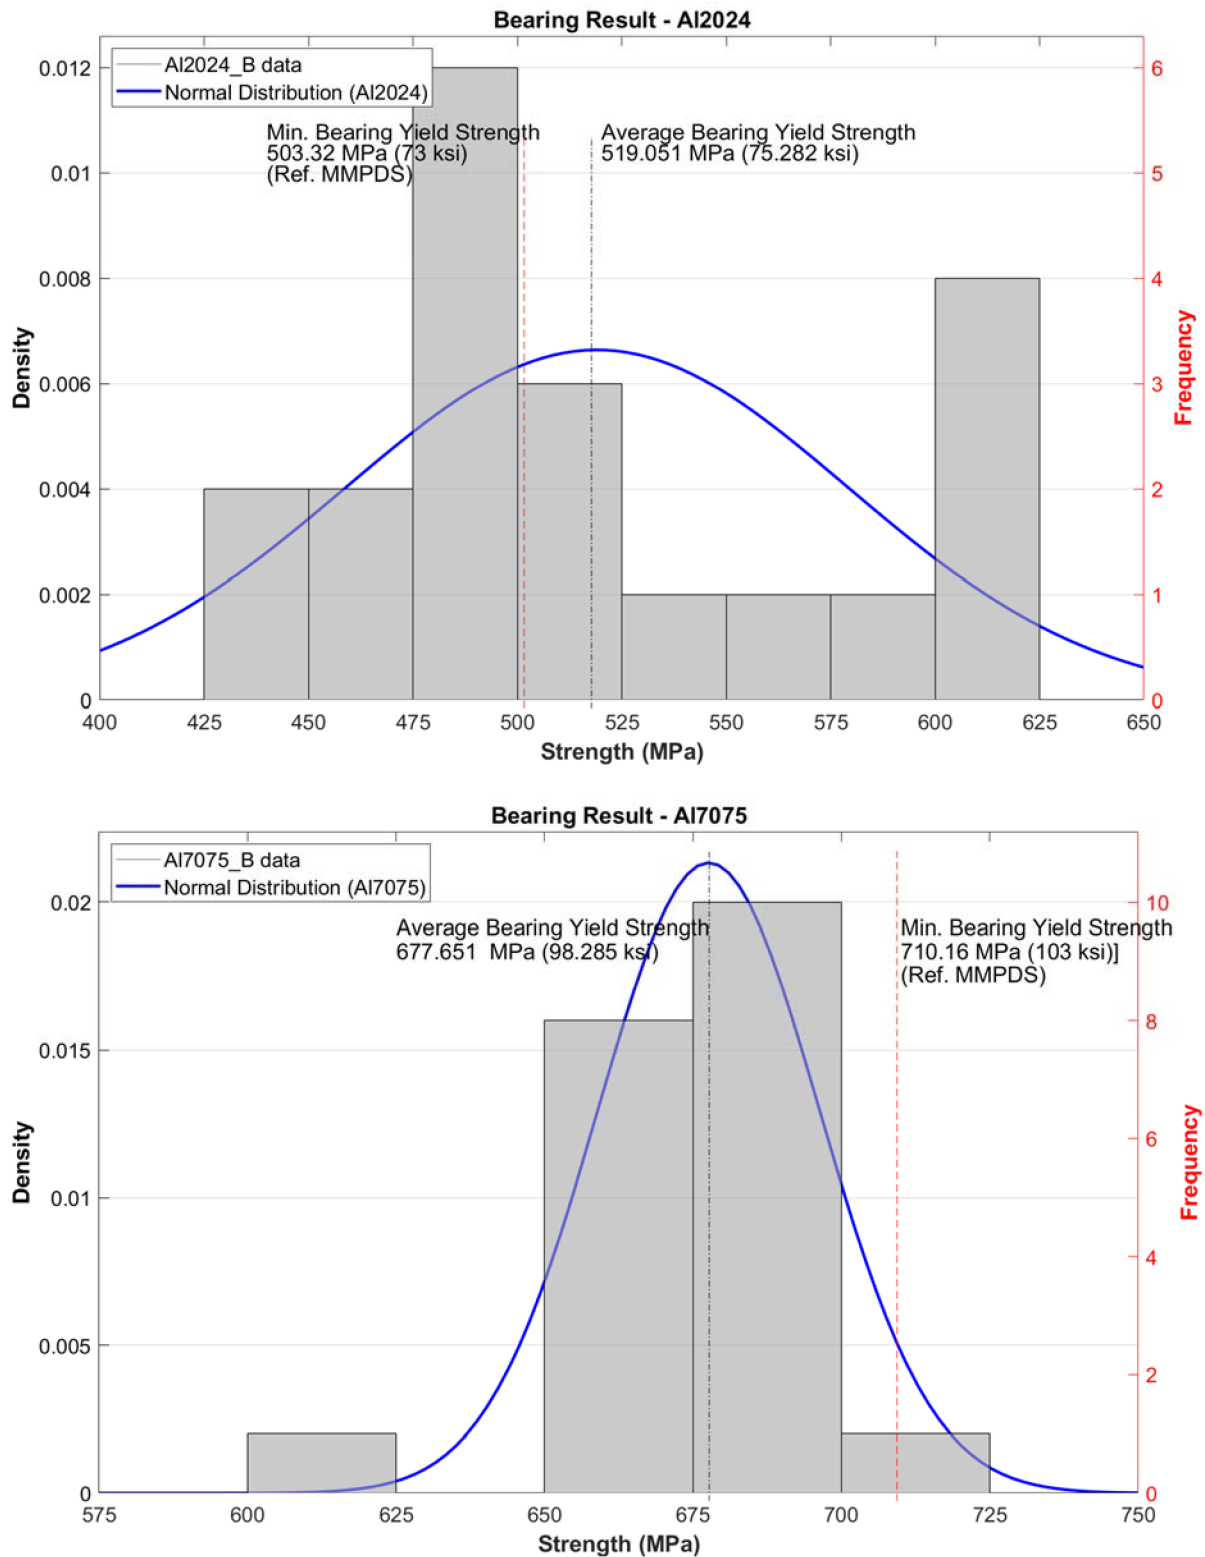 Bearing Result - Al2024
Al2024_B data
Normal Distribution (Al2024)
Min. Bearing Yield Strength
503.32 MPa (73 ksi)
(Ref. MMPDS)
Average Bearing Yield Strength
519.051 MPa (75.282 ksi)
Density
0.012
0.01
0.008
0.006
0.004
0.002
0
Frequency
6
5
4
3
2
1
0
400 425 450 475 500 525 550 575 600 625 650
Strength (MPa)
Bearing Result - Al7075
Al7075_B data
Normal Distribution (Al7075)
Average Bearing Yield Strength
677.651 MPa (98.285 ksi)
Min. Bearing Yield Strength
710.16 MPa (103 ksi)]
(Ref. MMPDS)
Density
0.02
0.015
0.01
0.005
0
Frequency
10
8
6
4
2
0
575 600 625 650 675 700 725 750
Strength (MPa)